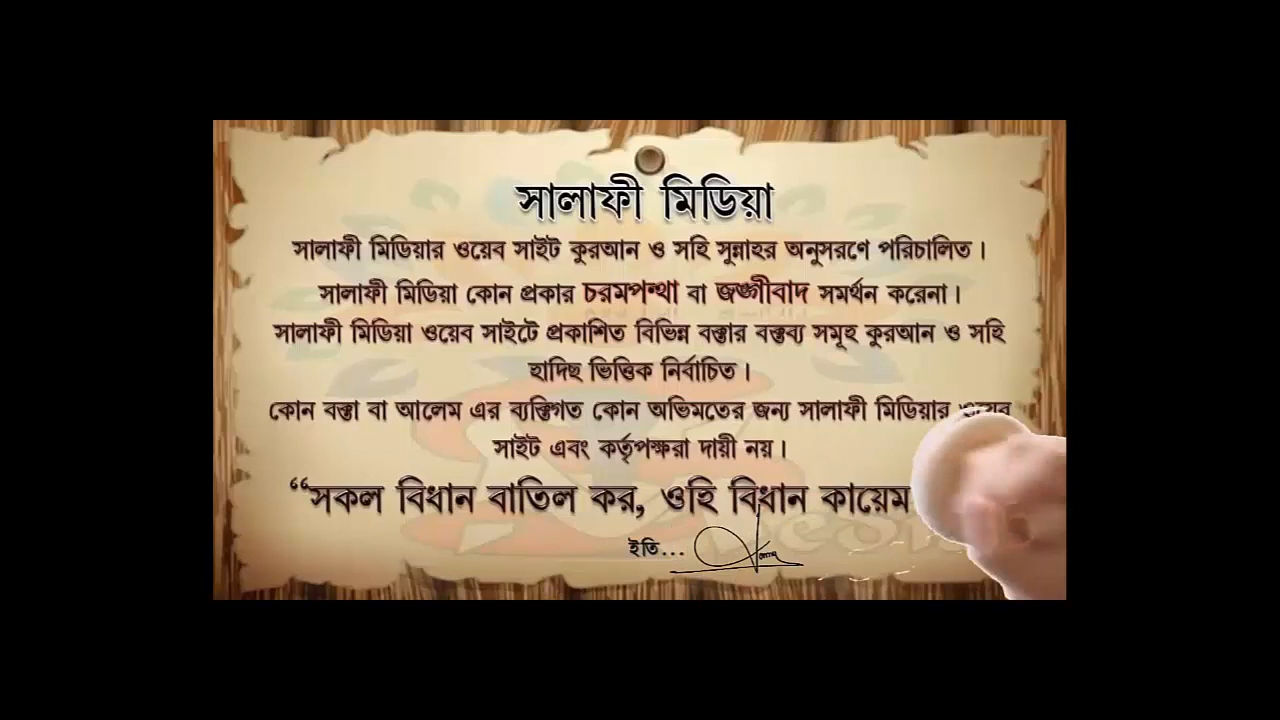 সালাফী মিডিয়া
সালাফী মিডিয়ার ওয়েব সাইট কুরআন ও সহি সুন্নাহর অনুসরণে পরিচালিত।
সালাফী মিডিয়া কোন প্রকার চরমপন্থা বা জঙ্গীবাদ সমর্থন করেনা।
সালাফী মিডিয়া ওয়েব সাইটে প্রকাশিত বিভিন্ন বক্তার বক্তব্য সমূহ কুরআন ও সহি
হাদিছ ভিত্তিক নির্বাচিত।
কোন বক্তা বা আলেম এর ব্যক্তিগত কোন অভিমতের জন্য সালাফী মিডিয়ার ওয়েব
সাইট এবং কর্তৃপক্ষরা দায়ী নয়।
“সকল বিধান বাতিল কর, ওহি বিধান কায়েম
ইতি...